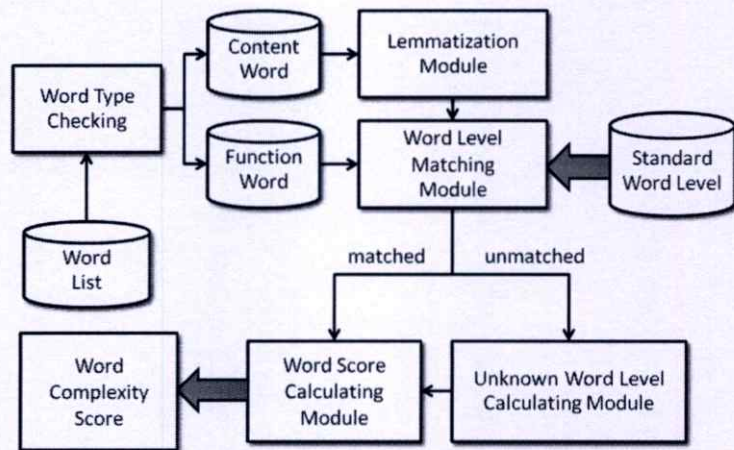 Content
Word
Lemmatization
Module
Word Type
Checking
Function
Word
Word Level
Matching
Module
Standard
Word Level
Word
List
matched
unmatched
Word
Complexity
Score
Word Score
Calculating
Module
Unknown Word Level
Calculating Module